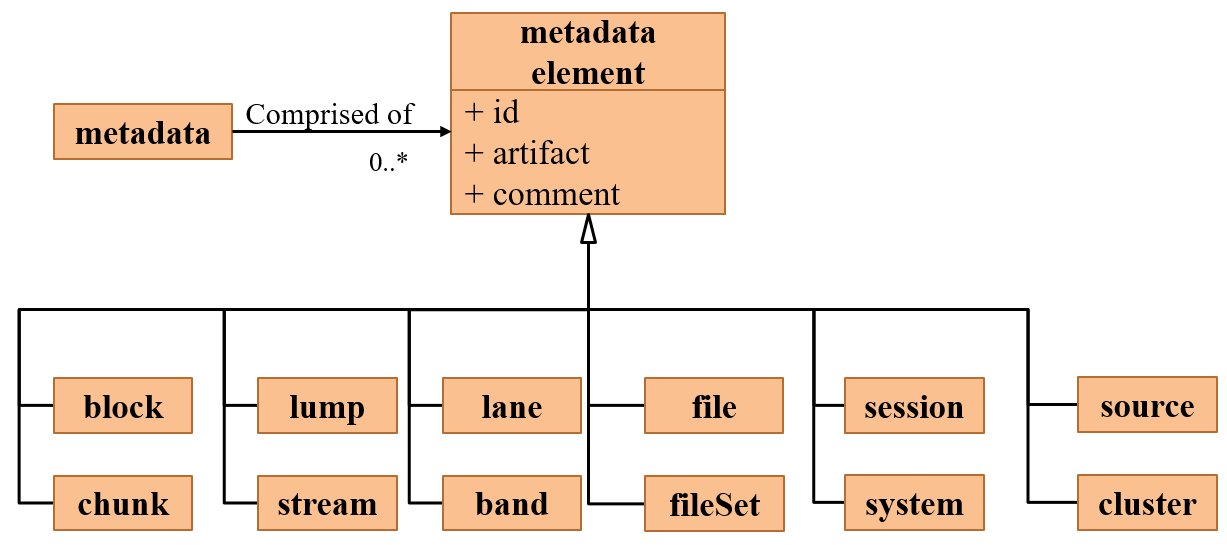 metadata
element
+ id
+ artifact
+ comment
metadata
Comprised of
0..*
block
lump
lane
file
session
source
chunk
stream
band
fileSet
system
cluster